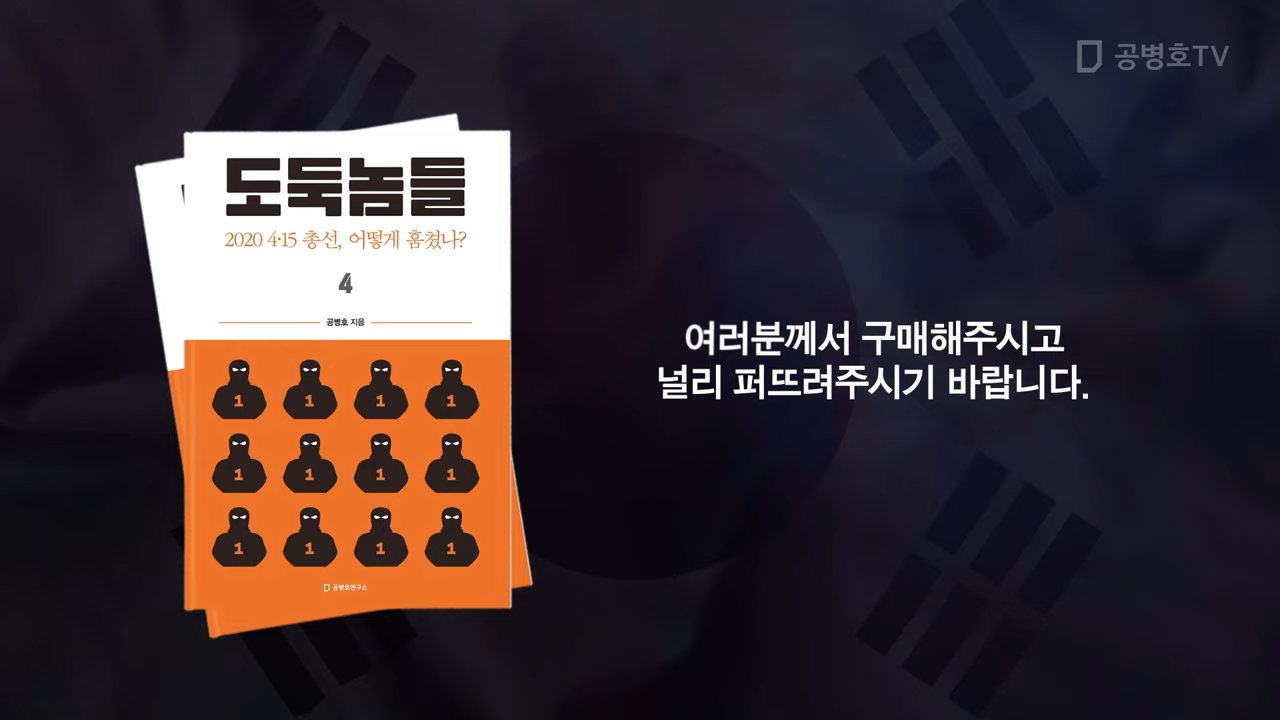 공병호TV
도둑놈들
2020 4·15 총선, 어떻게 훔쳤나?
4
공병호 지음
1 1 1 1
1 1 1 1
1 1 1 1
공병호연구소
여러분께서 구매해주시고
널리 퍼뜨려주시기 바랍니다.